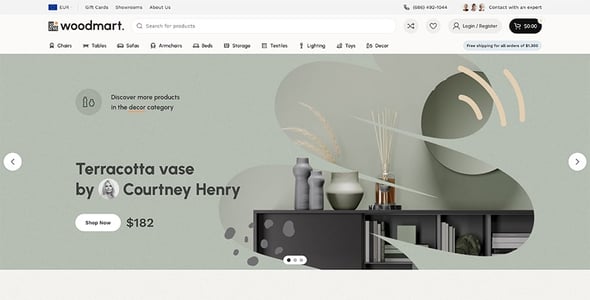 EUR
Gift Cards
Showrooms
About Us
(686) 492-1044
Contact with an expert
woodmart.
Search for products
Login / Register
$0.00
Chairs
Tables
Sofas
Armchairs
Beds
Storage
Textiles
Lighting
Toys
Decor
Free shipping for all orders of $1,300
Discover more products
in the decor category
Terracotta vase
by Courtney Henry
Shop Now
$182